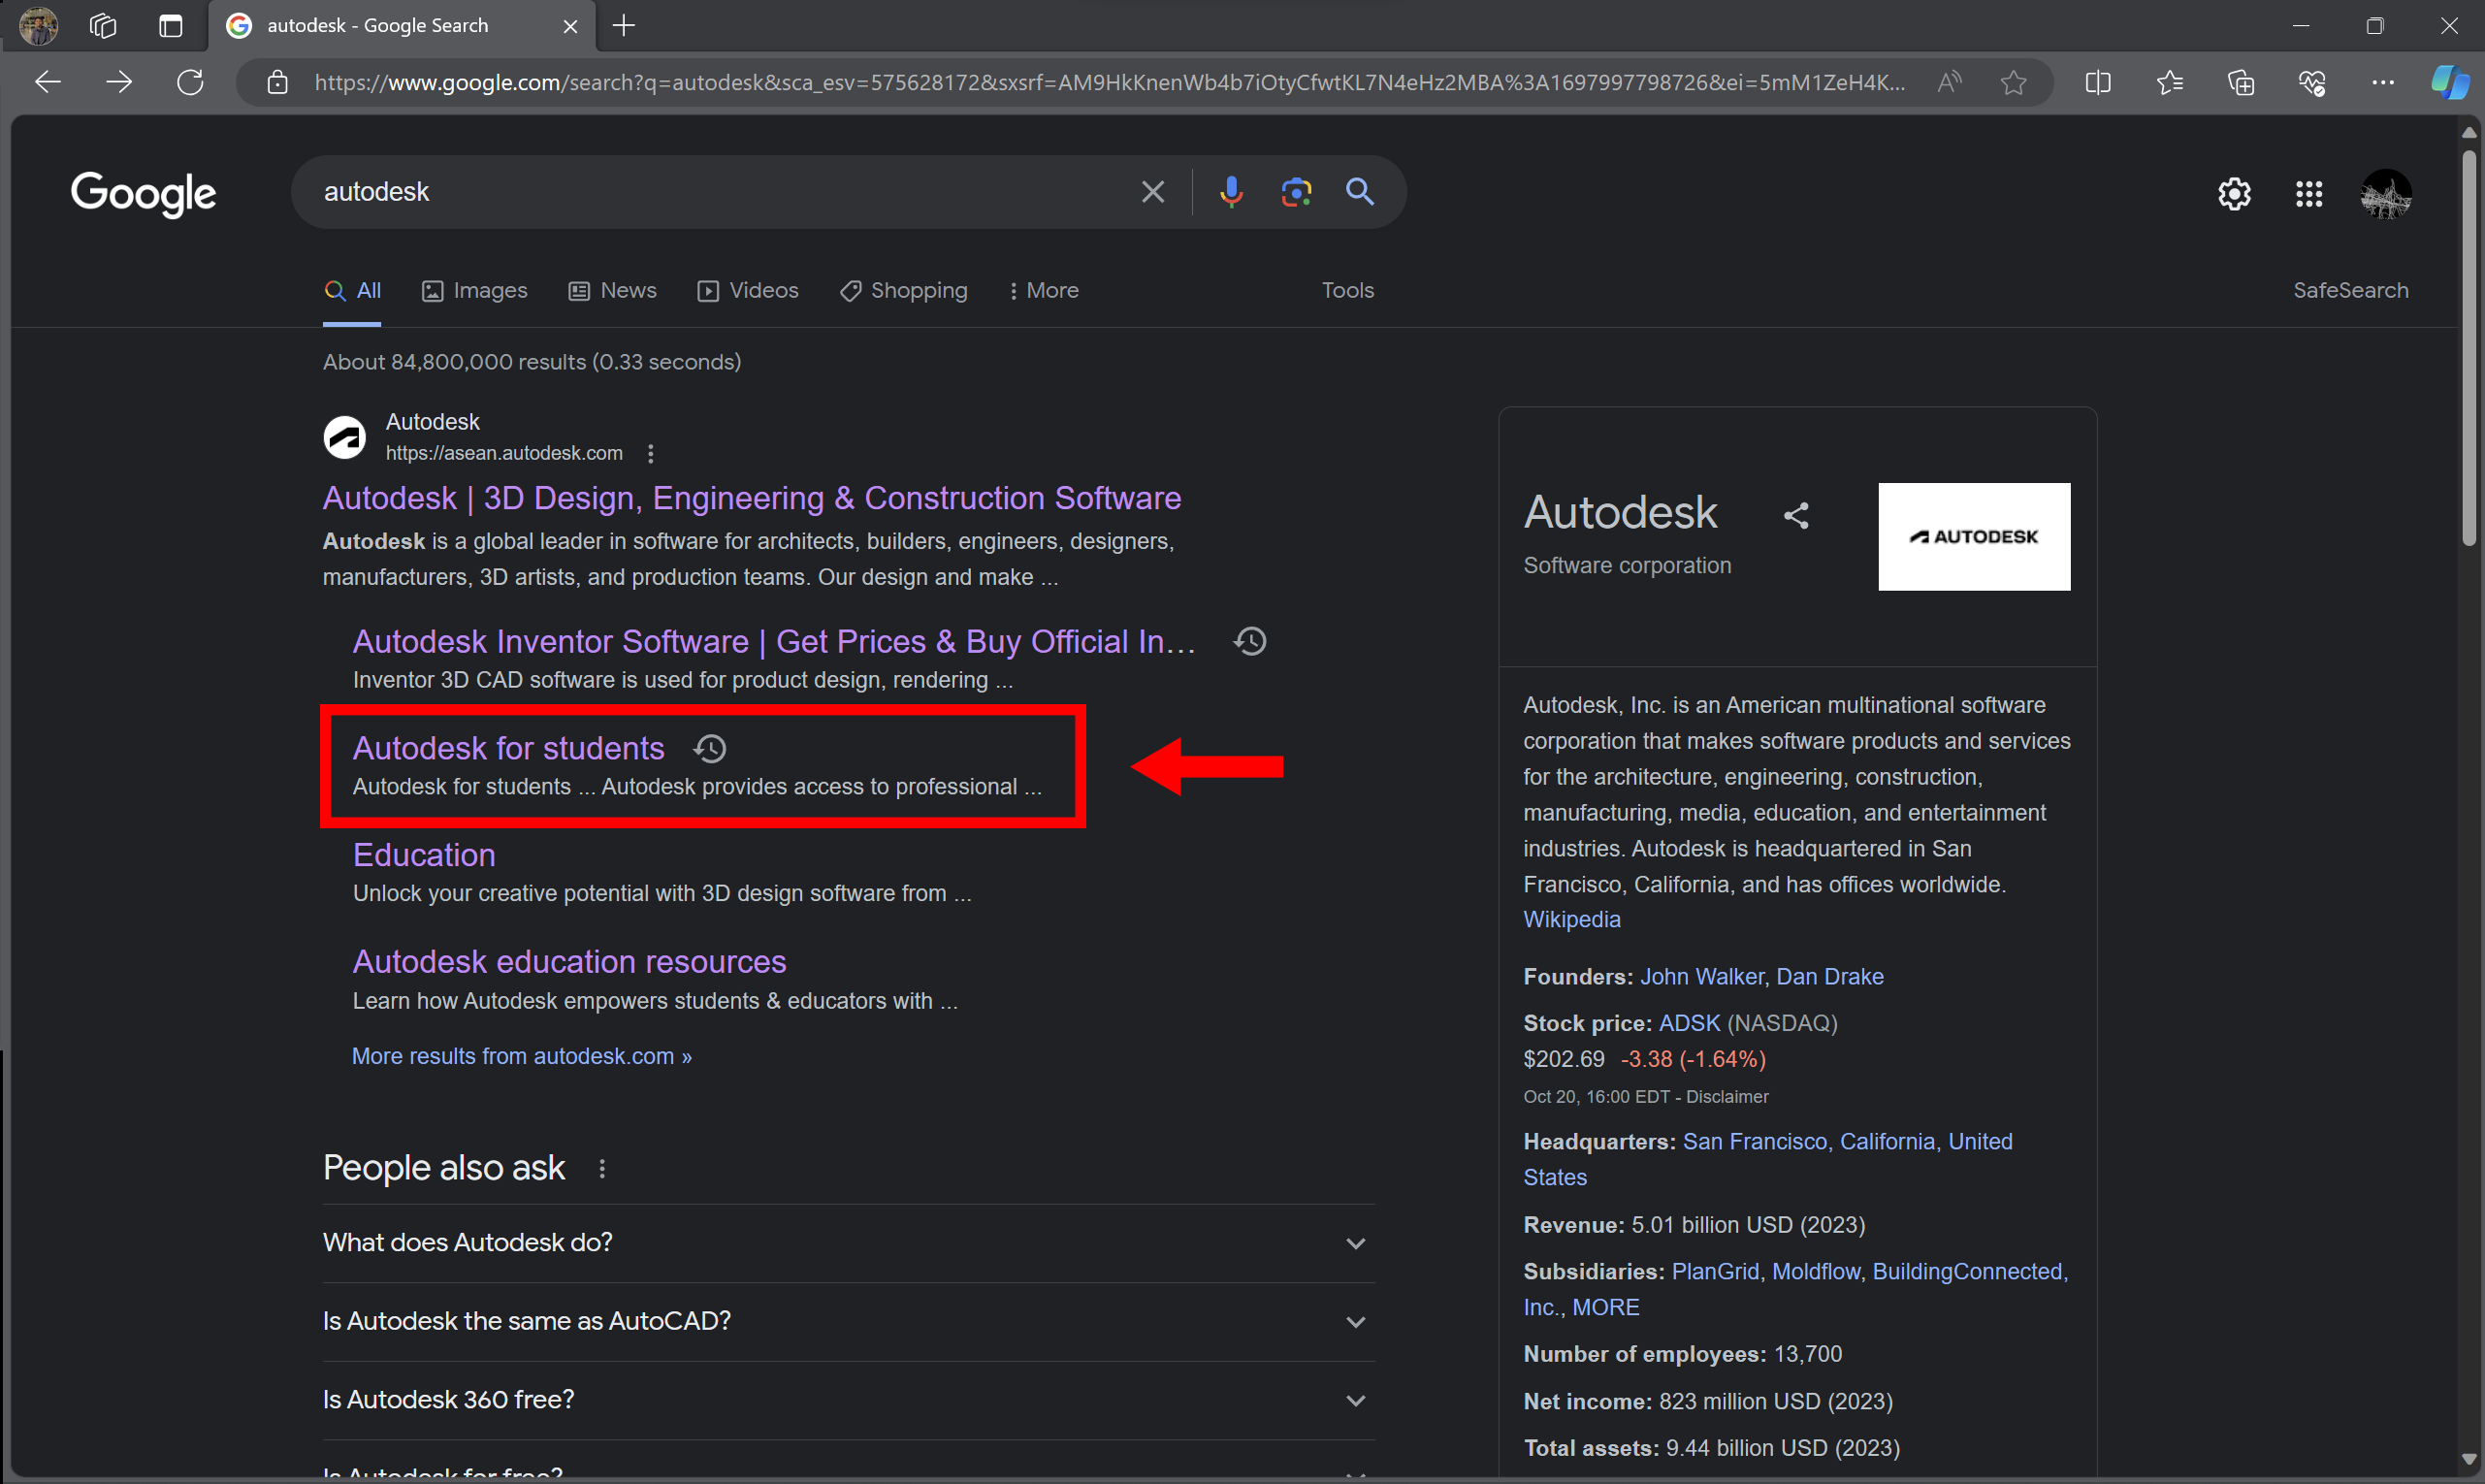 autodesk - Google Search
https://www.google.com/search?q=autodesk&sca_esv=575628172&sxsrf=AM9HkKnenWb4b7iOtyCfwtKL7N4eHz2MBA%3A1697997798726&ei=5mM1ZeH4K...
Google
autodesk
All
Images
News
Videos
Shopping
More
Tools
SafeSearch
About 84,800,000 results (0.33 seconds)
Autodesk
https://asean.autodesk.com
Autodesk | 3D Design, Engineering & Construction Software
Autodesk is a global leader in software for architects, builders, engineers, designers,
manufacturers, 3D artists, and production teams. Our design and make ...
Autodesk Inventor Software | Get Prices & Buy Official In...
Inventor 3D CAD software is used for product design, rendering ...
Autodesk for students
Autodesk for students ... Autodesk provides access to professional ...
Education
Unlock your creative potential with 3D design software from ...
Autodesk education resources
Learn how Autodesk empowers students & educators with ...
More results from autodesk.com »
People also ask
What does Autodesk do?
Is Autodesk the same as AutoCAD?
Is Autodesk 360 free?
Is Autodesk for free?
Autodesk
Software corporation
AUTODESK
Autodesk, Inc. is an American multinational software
corporation that makes software products and services
for the architecture, engineering, construction,
manufacturing, media, education, and entertainment
industries. Autodesk is headquartered in San
Francisco, California, and has offices worldwide.
Wikipedia
Founders: John Walker, Dan Drake
Stock price: ADSK (NASDAQ)
$202.69 -3.38 (-1.64%)
Oct 20, 16:00 EDT - Disclaimer
Headquarters: San Francisco, California, United
States
Revenue: 5.01 billion USD (2023)
Subsidiaries: PlanGrid, Moldflow, BuildingConnected,
Inc., MORE
Number of employees: 13,700
Net income: 823 million USD (2023)
Total assets: 9.44 billion USD (2023)